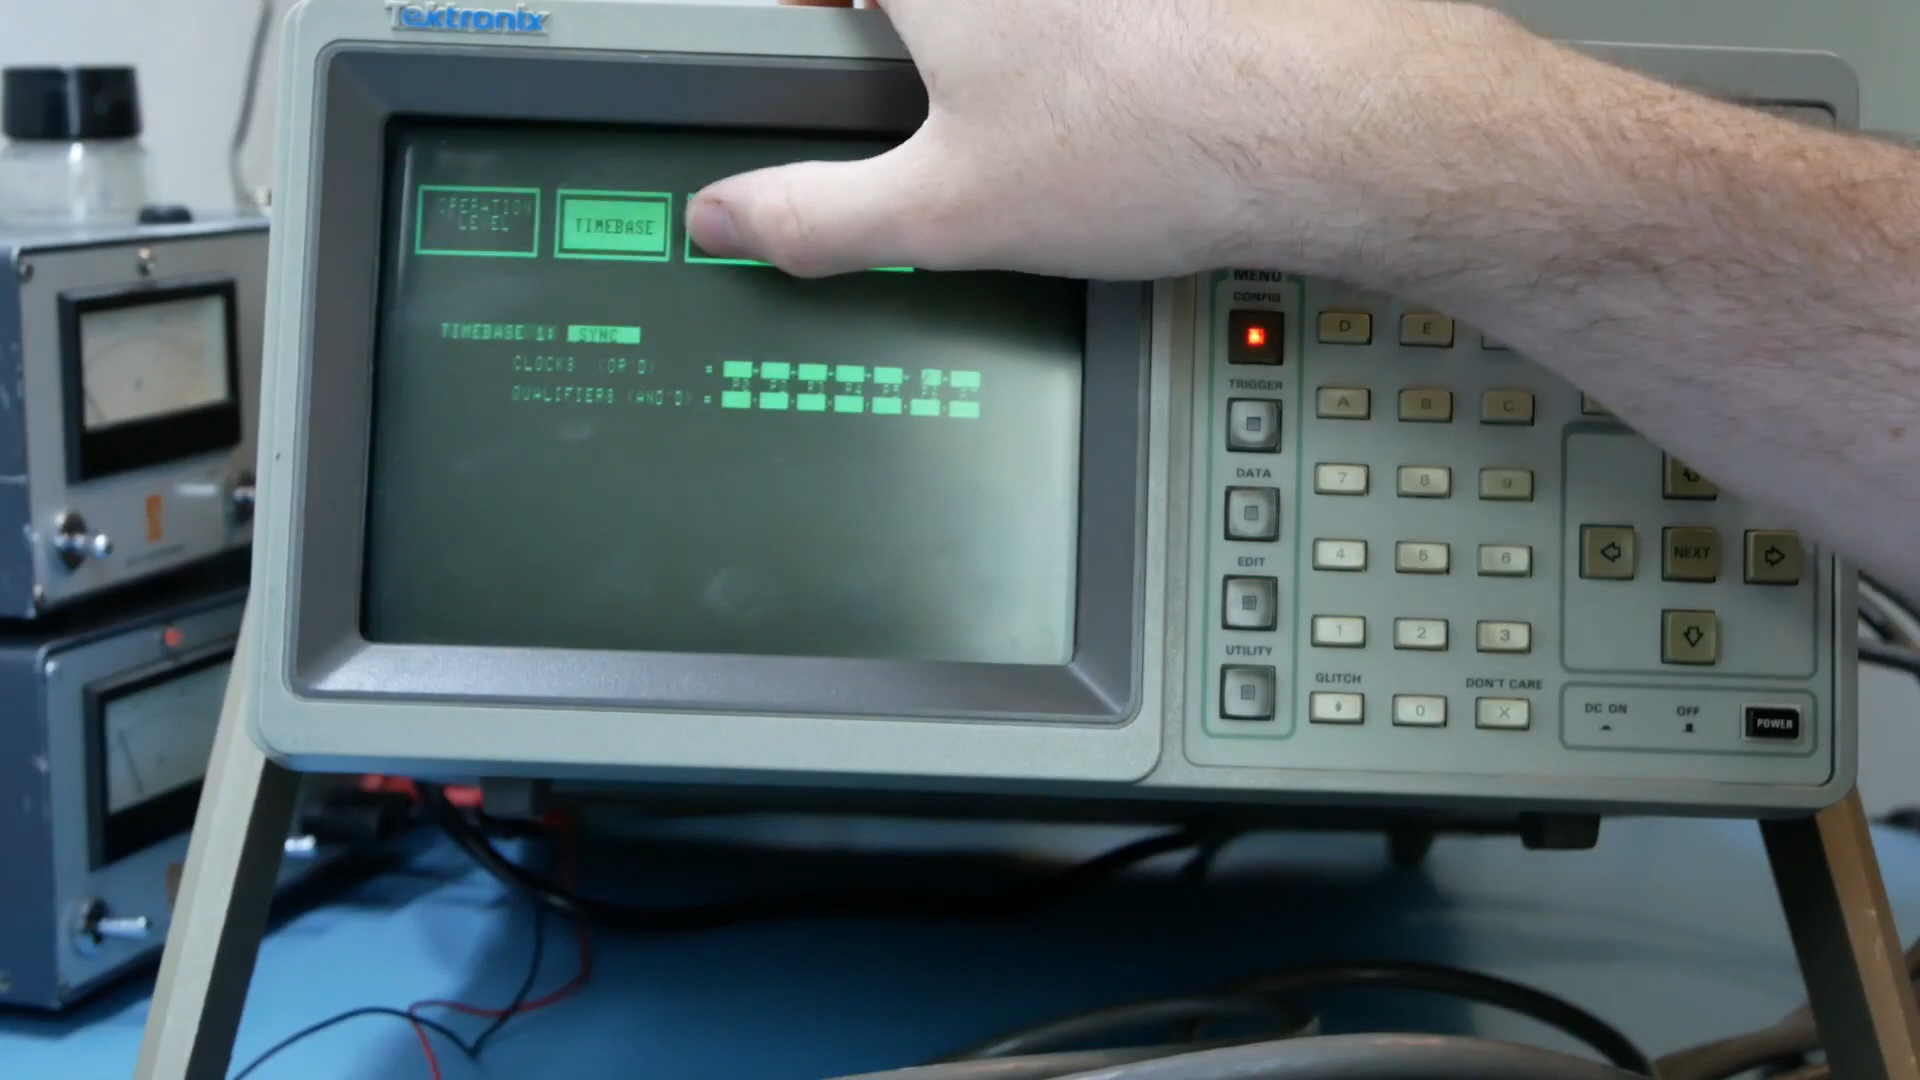 Tektronix
OPERATION
LEVEL
TIMEBASE
TIMEBASE 1: SYNC
CLOCKS (OR'D) =
QUALIFIERS (AND'D) =
MENU
CONFIG
TRIGGER
DATA
EDIT
UTILITY
D E
A B C
7 8 9
4 5 6
1 2 3
GLITCH DON'T CARE
0 X
NEXT
DC ON OFF POWER